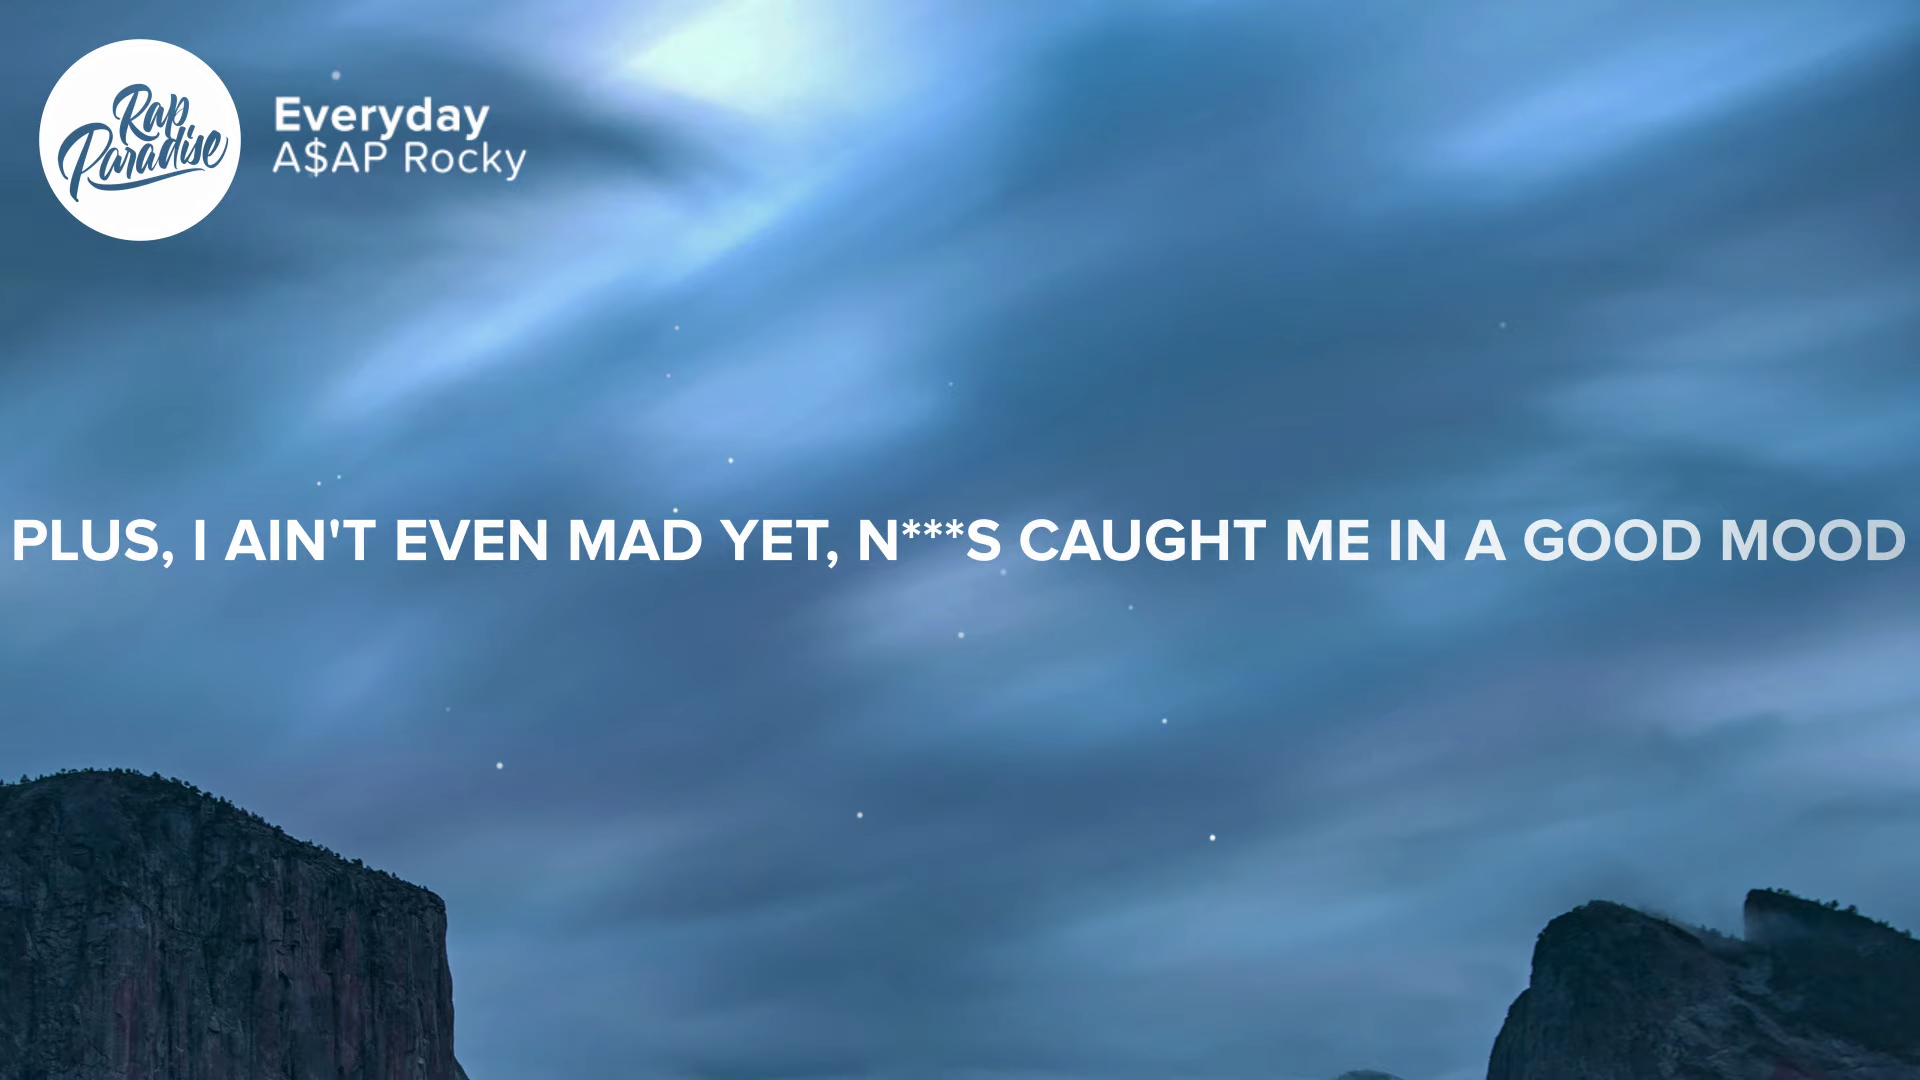 Rap
Paradise
Everyday
A$AP Rocky
PLUS, I AIN'T EVEN MAD YET, N***S CAUGHT ME IN A GOOD MOOD